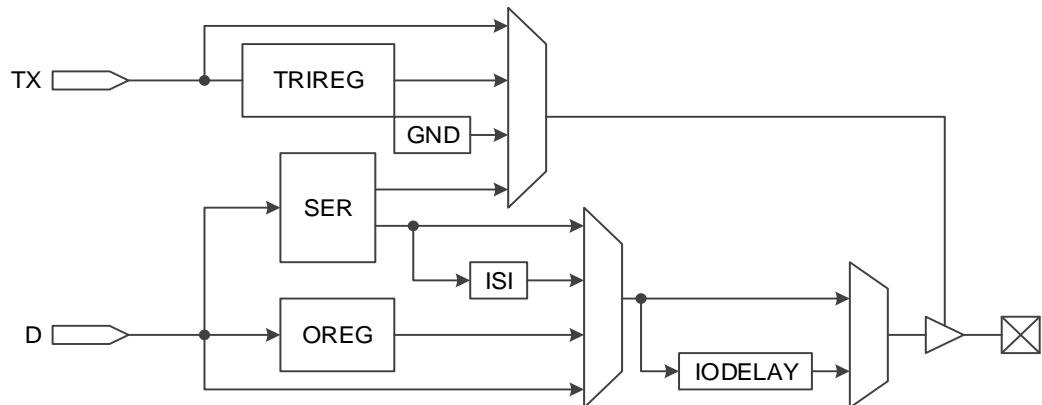 TX
TRIREG
GND
SER
ISI
D
OREG
IODELAY